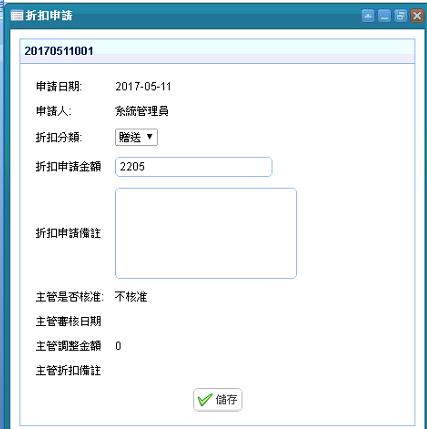 折扣申請
20170511001
申請日期: 2017-05-11
申請人: 系統管理員
折扣分類: 贈送
折扣申請金額 2205
折扣申請備註
主管是否核准: 不核准
主管審核日期
主管調整金額 0
主管折扣備註
儲存